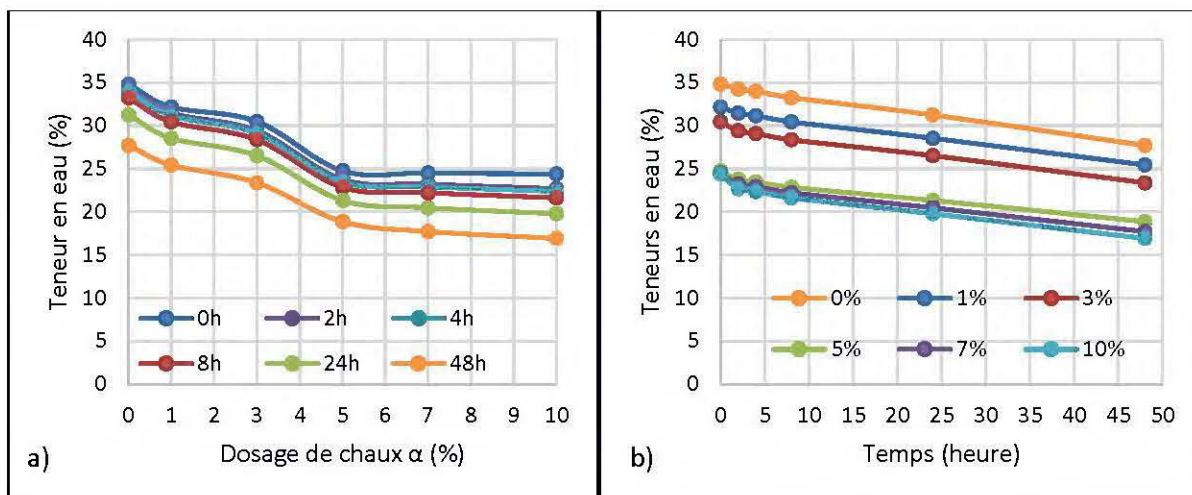 Teneur en eau (%)
40
35
30
25
20
15
10
5
0
0h 2h 4h
8h 24h 48h
0 1 2 3 4 5 6 7 8 9 10
Dosage de chaux α (%)
a)
Teneurs en eau (%)
40
35
30
25
20
15
10
5
0
0% 1% 3%
5% 7% 10%
0 5 10 15 20 25 30 35 40 45 50
Temps (heure)
b)